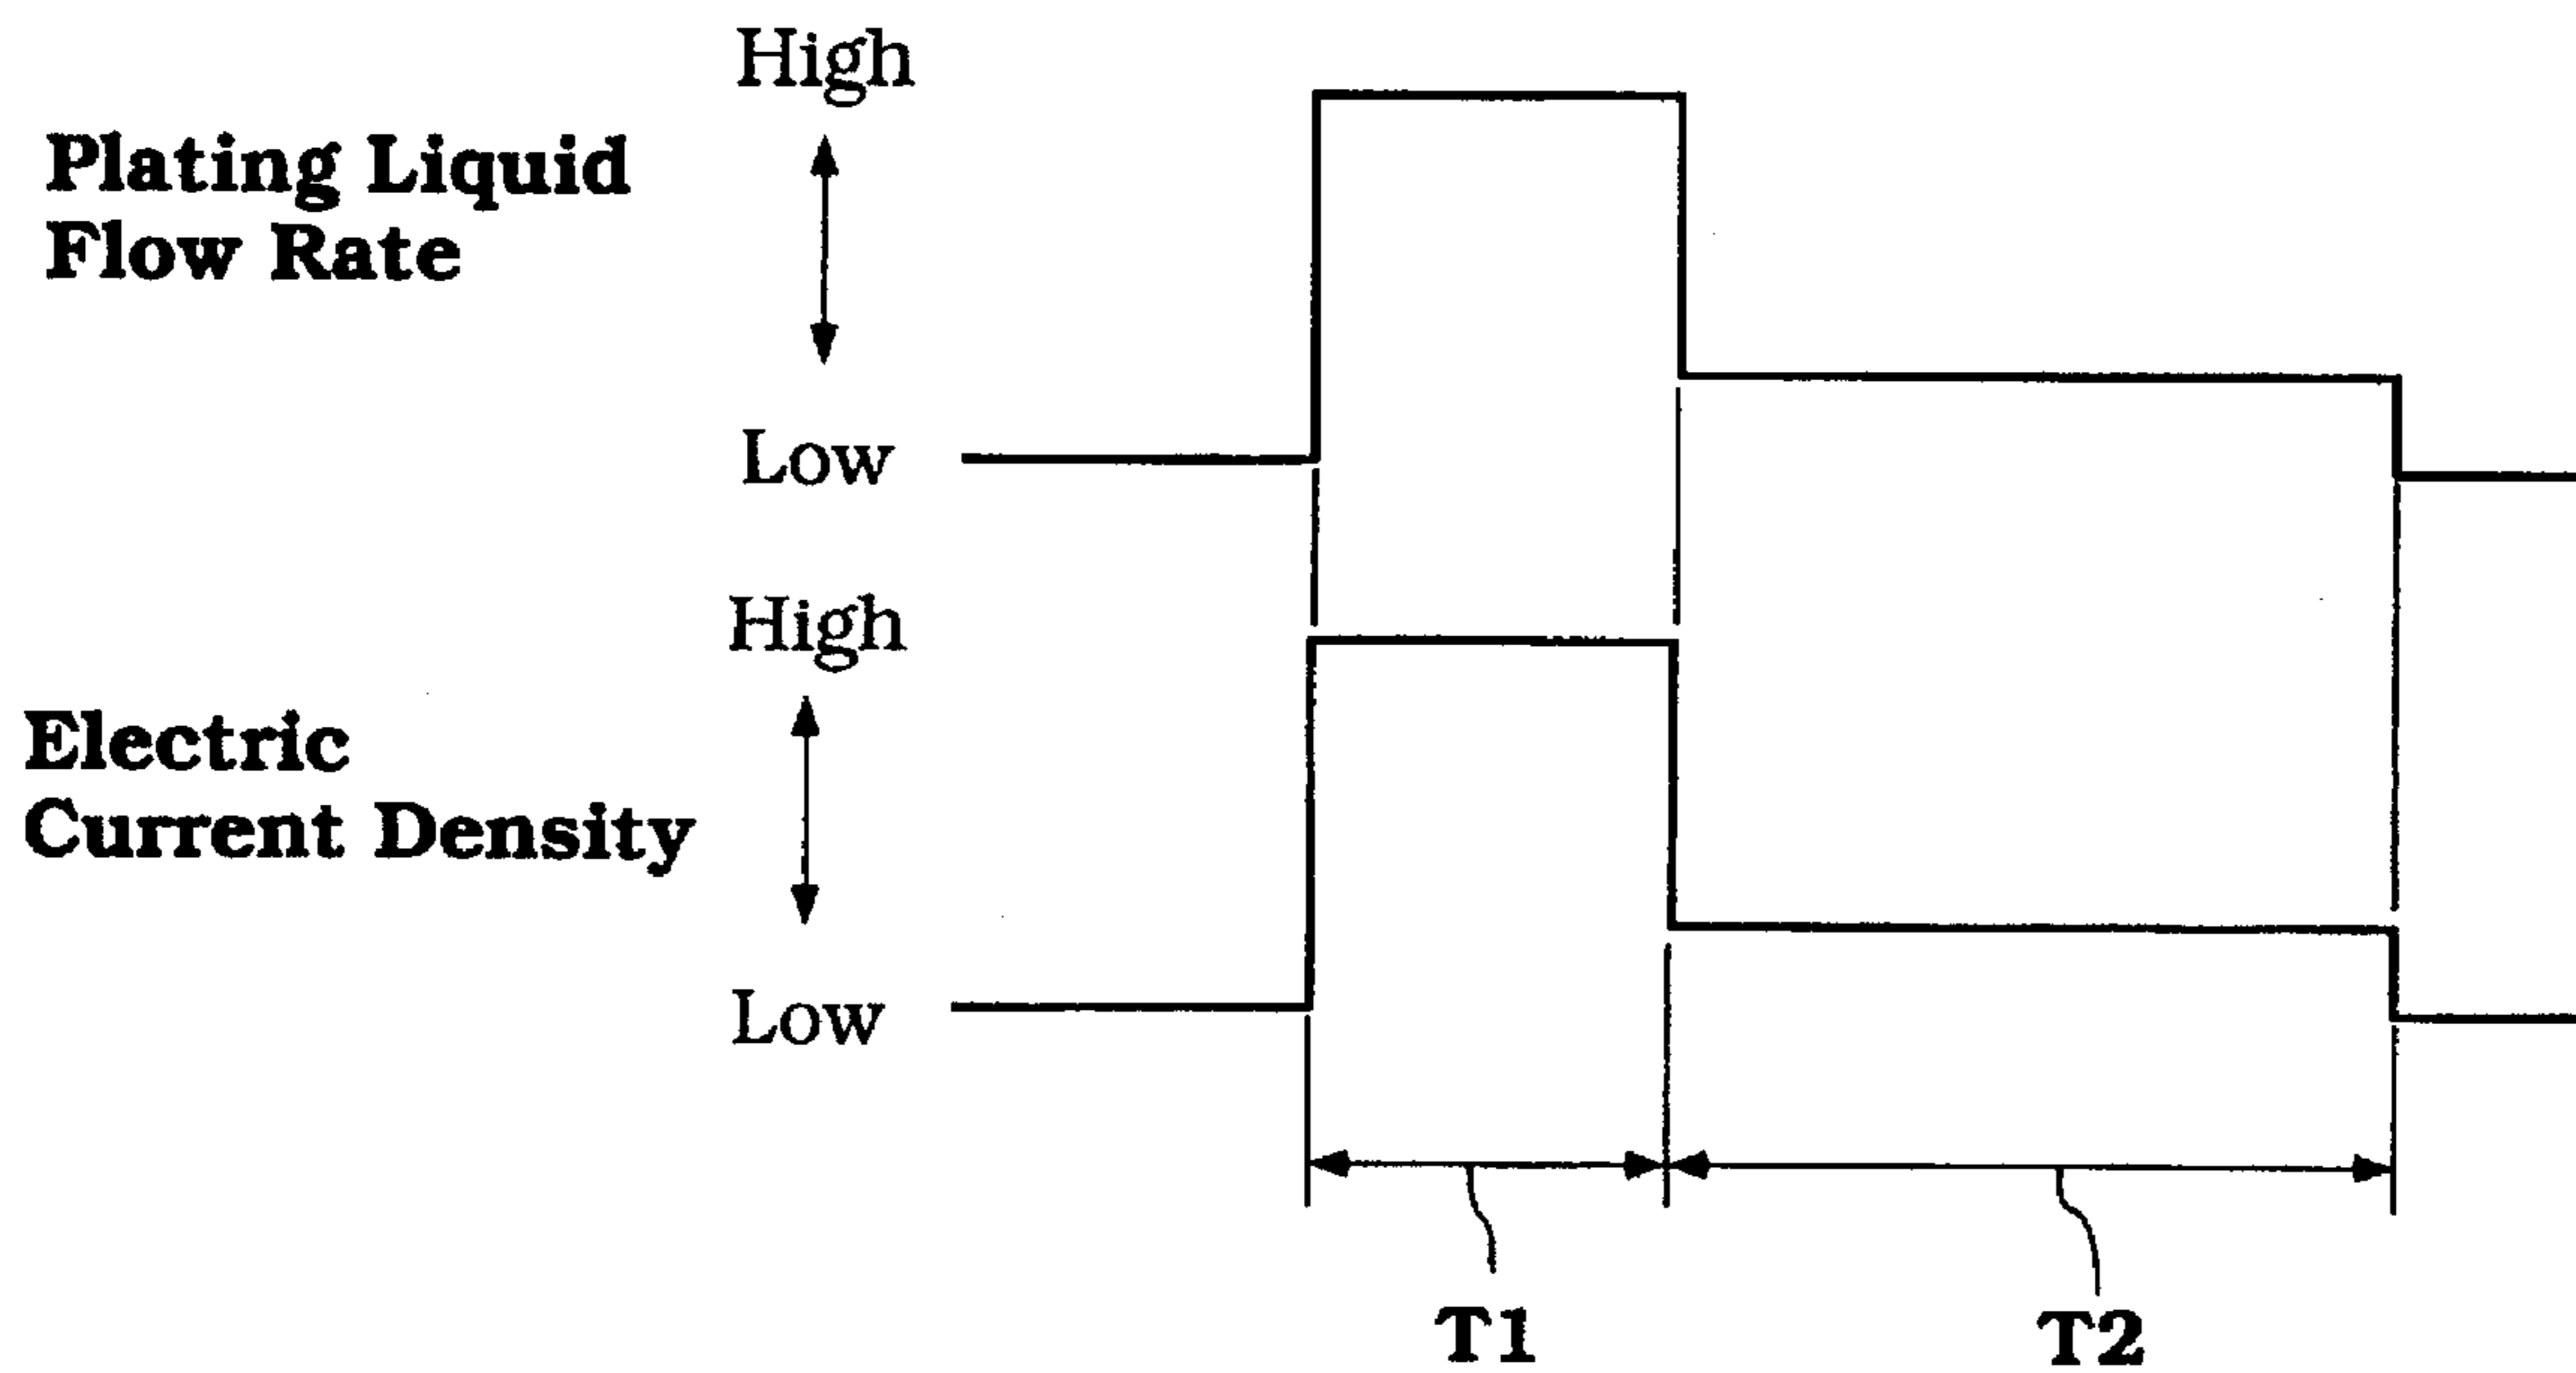 High
Plating Liquid
Flow Rate
Low
High
Electric
Current Density
Low
T1
T2